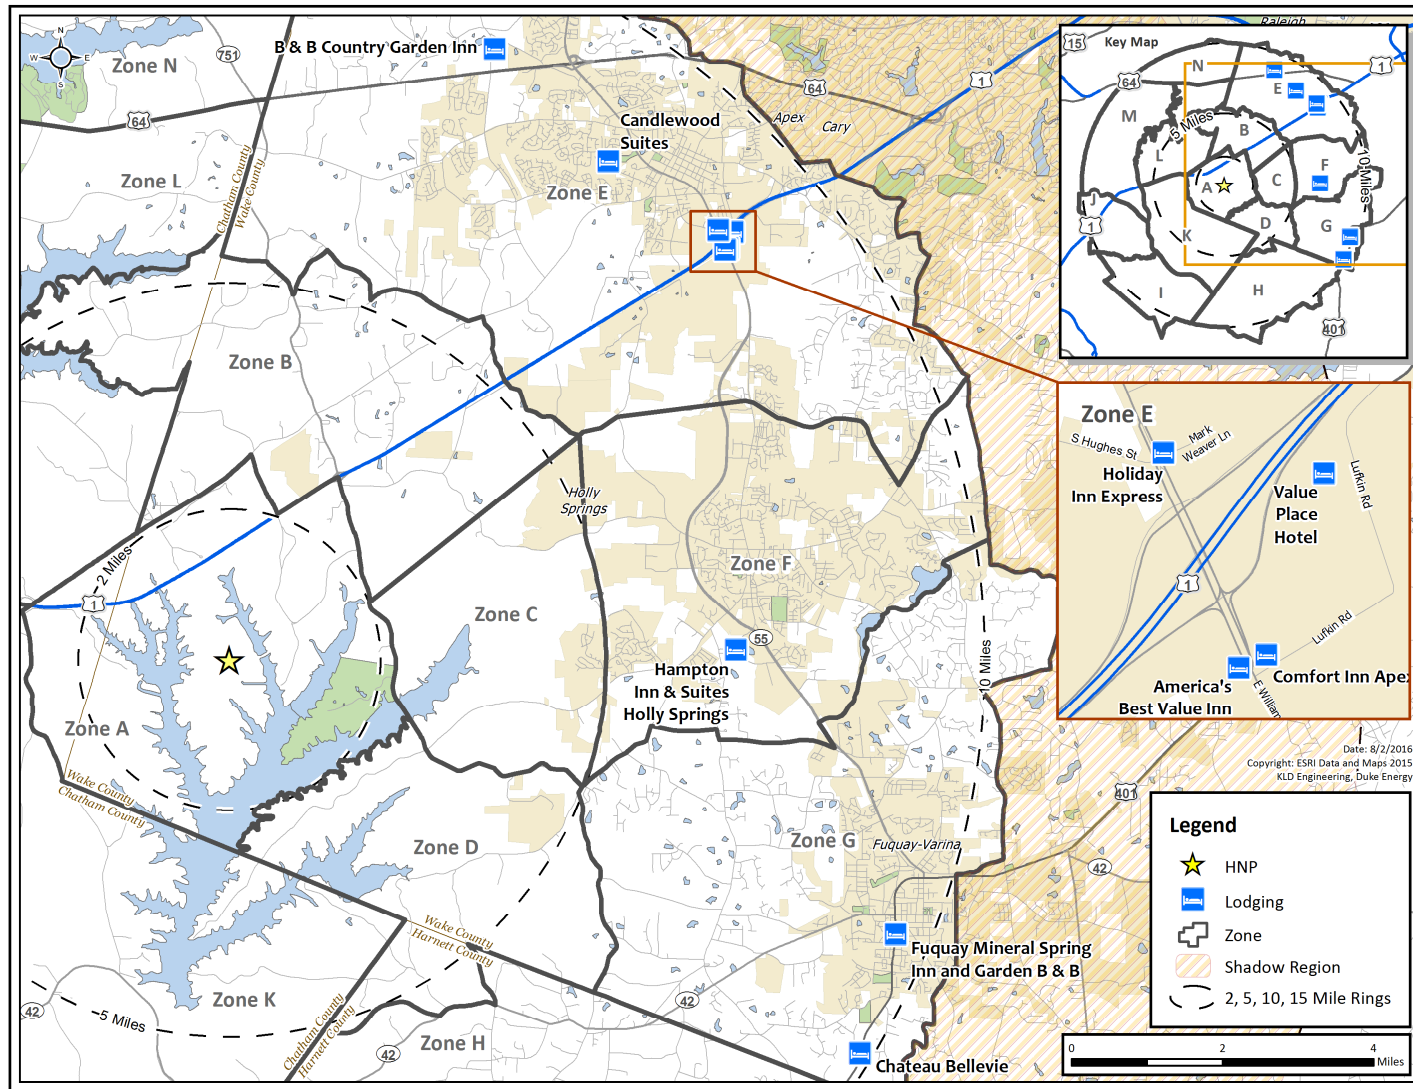 N
W
E
S
Zone N
751
B & B Country Garden Inn
64
Zone L
Chatham County
Wake County
Candlewood
Suites
Zone E
64
1
Apex
Cary
Raleigh
15
Key Map
64
1
N
E
M
5 Miles
B
L
F
10 Miles
A
C
J
1
D
G
K
I
H
401
Zone B
Zone E
S Hughes St
Mark
Weaver Ln
Holiday
Inn Express
Value
Place
Hotel
Lufkin Rd
1
Lufkin Rd
America's
Best Value Inn
Comfort Inn Apex
E William
Holly
Springs
2 Miles
1
Zone F
Zone C
55
Hampton
Inn & Suites
Holly Springs
10 Miles
Zone A
Wake County
Chatham County
Date: 8/2/2016
Copyright: ESRI Data and Maps 2015
KLD Engineering, Duke Energy
401
Zone D
Zone G
Fuquay-Varina
42
Wake County
Harnett County
Fuquay Mineral Spring
Inn and Garden B & B
Zone K
42
5 Miles
42
Chatham County
Harnett County
42
Zone H
Chateau Bellevie
Legend
HNP
Lodging
Zone
Shadow Region
2, 5, 10, 15 Mile Rings
0
2
4
Miles